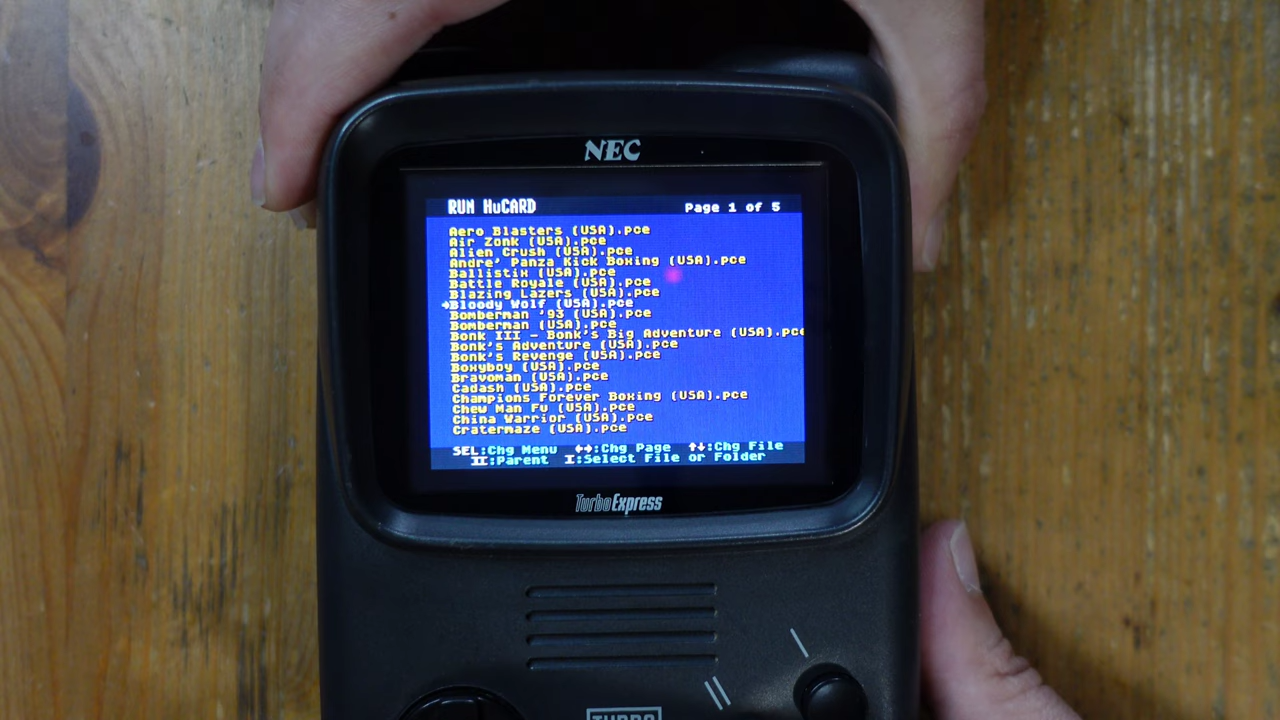 NEC
RUN HuCARD Page 1 of 5
Aero Blasters (USA).pce
Air Zonk (USA).pce
Alien Crush (USA).pce
Andre' Panza Kick Boxing (USA).pce
Ballistix (USA).pce
Battle Royale (USA).pce
Blazing Lazers (USA).pce
→Bloody Wolf (USA).pce
Bomberman '93 (USA).pce
Bomberman (USA).pce
Bonk III - Bonk's Big Adventure (USA).pce
Bonk's Adventure (USA).pce
Bonk's Revenge (USA).pce
Boxyboy (USA).pce
Bravoman (USA).pce
Cadash (USA).pce
Champions Forever Boxing (USA).pce
Chew Man Fu (USA).pce
China Warrior (USA).pce
Cratermaze (USA).pce
SEL:Chg Menu ←→:Chg Page ↑↓:Chg File
II:Parent I:Select File or Folder
TurboExpress
I
II
TURBO